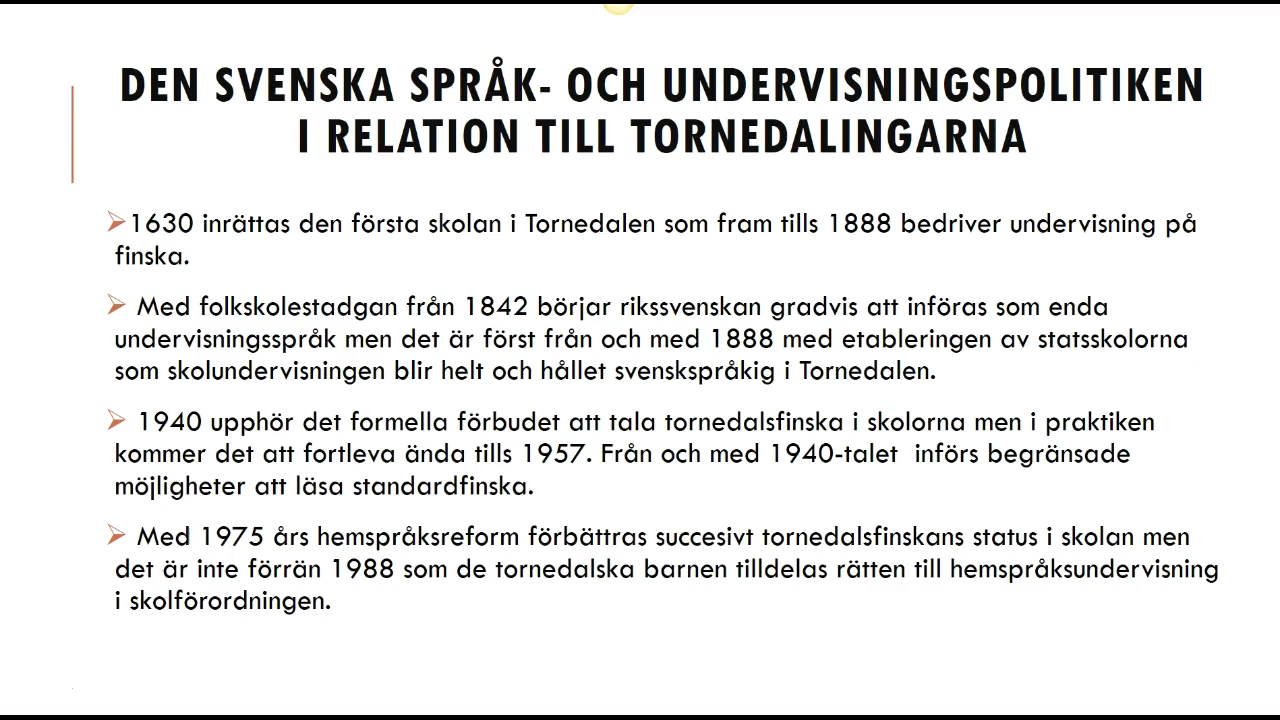 DEN SVENSKA SPRÅK- OCH UNDERVISNINGSPOLITIKEN
I RELATION TILL TORNEDALINGARNA
➢1630 inrättas den första skolan i Tornedalen som fram tills 1888 bedriver undervisning på
finska.
➢ Med folkskolestadgan från 1842 börjar rikssvenskan gradvis att införas som enda
undervisningsspråk men det är först från och med 1888 med etableringen av statsskolorna
som skolundervisningen blir helt och hållet svenskspråkig i Tornedalen.
➢ 1940 upphör det formella förbudet att tala tornedalsfinska i skolorna men i praktiken
kommer det att fortleva ända tills 1957. Från och med 1940-talet  införs begränsade
möjligheter att läsa standardfinska.
➢ Med 1975 års hemspråksreform förbättras succesivt tornedalsfinskans status i skolan men
det är inte förrän 1988 som de tornedalska barnen tilldelas rätten till hemspråksundervisning
i skolförordningen.